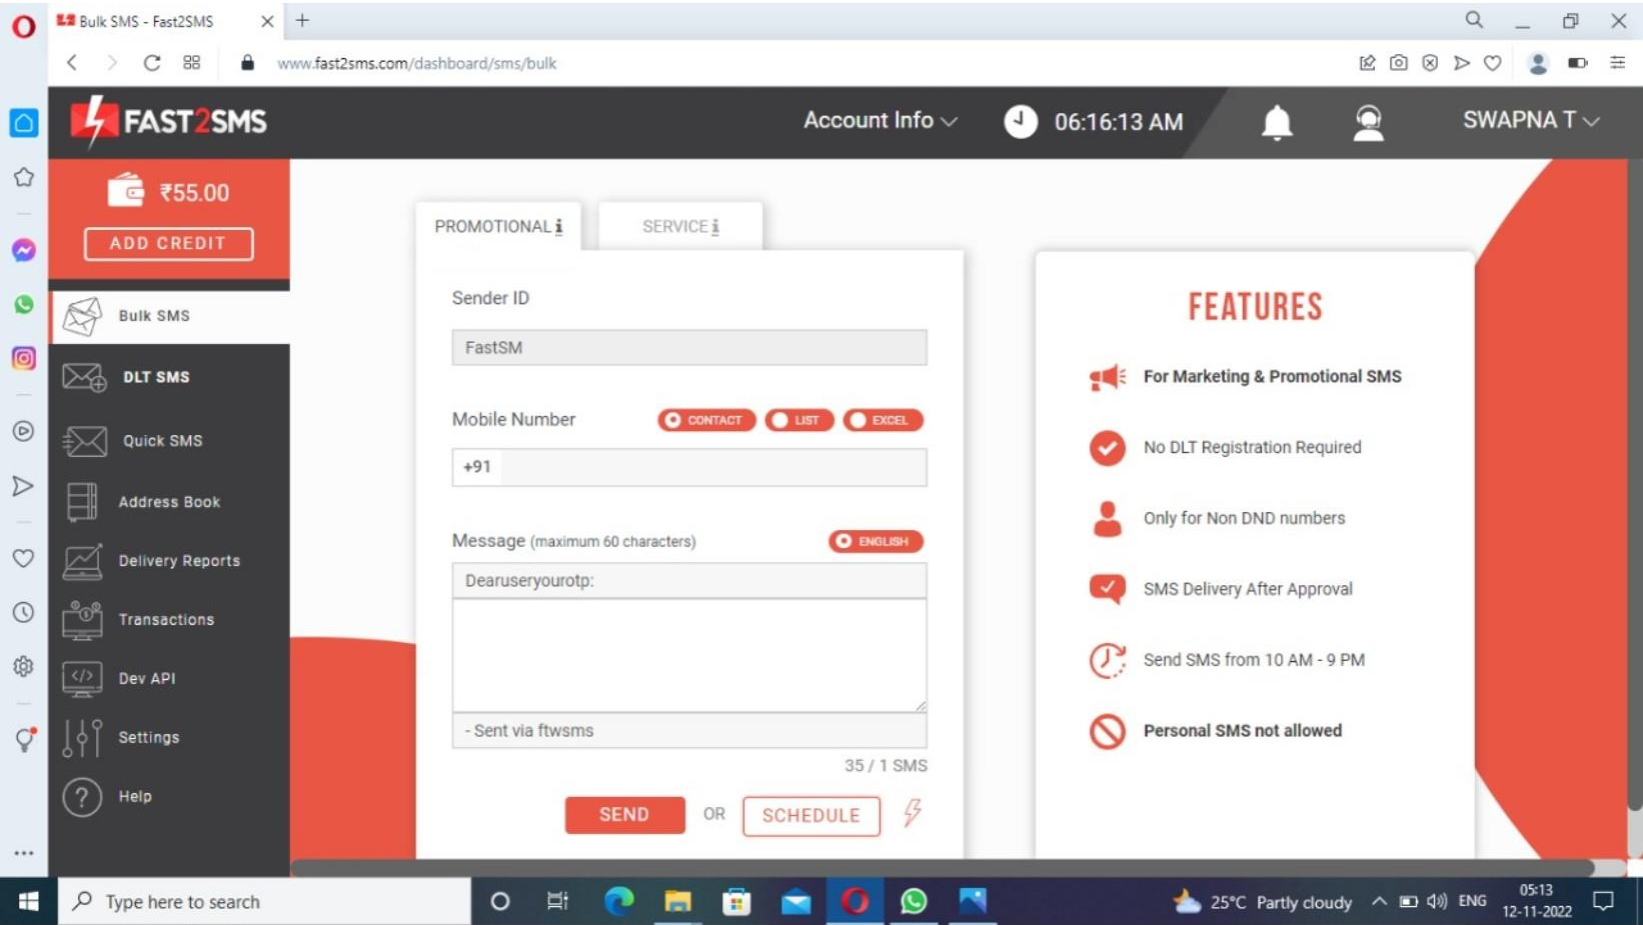 Bulk SMS - Fast2SMS
www.fast2sms.com/dashboard/sms/bulk
FAST2SMS
Account Info
06:16:13 AM
SWAPNA T
₹55.00
ADD CREDIT
Bulk SMS
DLT SMS
Quick SMS
Address Book
Delivery Reports
Transactions
Dev API
Settings
Help
PROMOTIONAL
SERVICE
Sender ID
FastSM
Mobile Number
CONTACT
LIST
EXCEL
+91
Message (maximum 60 characters)
ENGLISH
Dearuseryourotp:
- Sent via ftwsms
35 / 1 SMS
SEND
OR
SCHEDULE
FEATURES
For Marketing & Promotional SMS
No DLT Registration Required
Only for Non DND numbers
SMS Delivery After Approval
Send SMS from 10 AM - 9 PM
Personal SMS not allowed
Type here to search
25°C Partly cloudy
ENG
05:13
12-11-2022